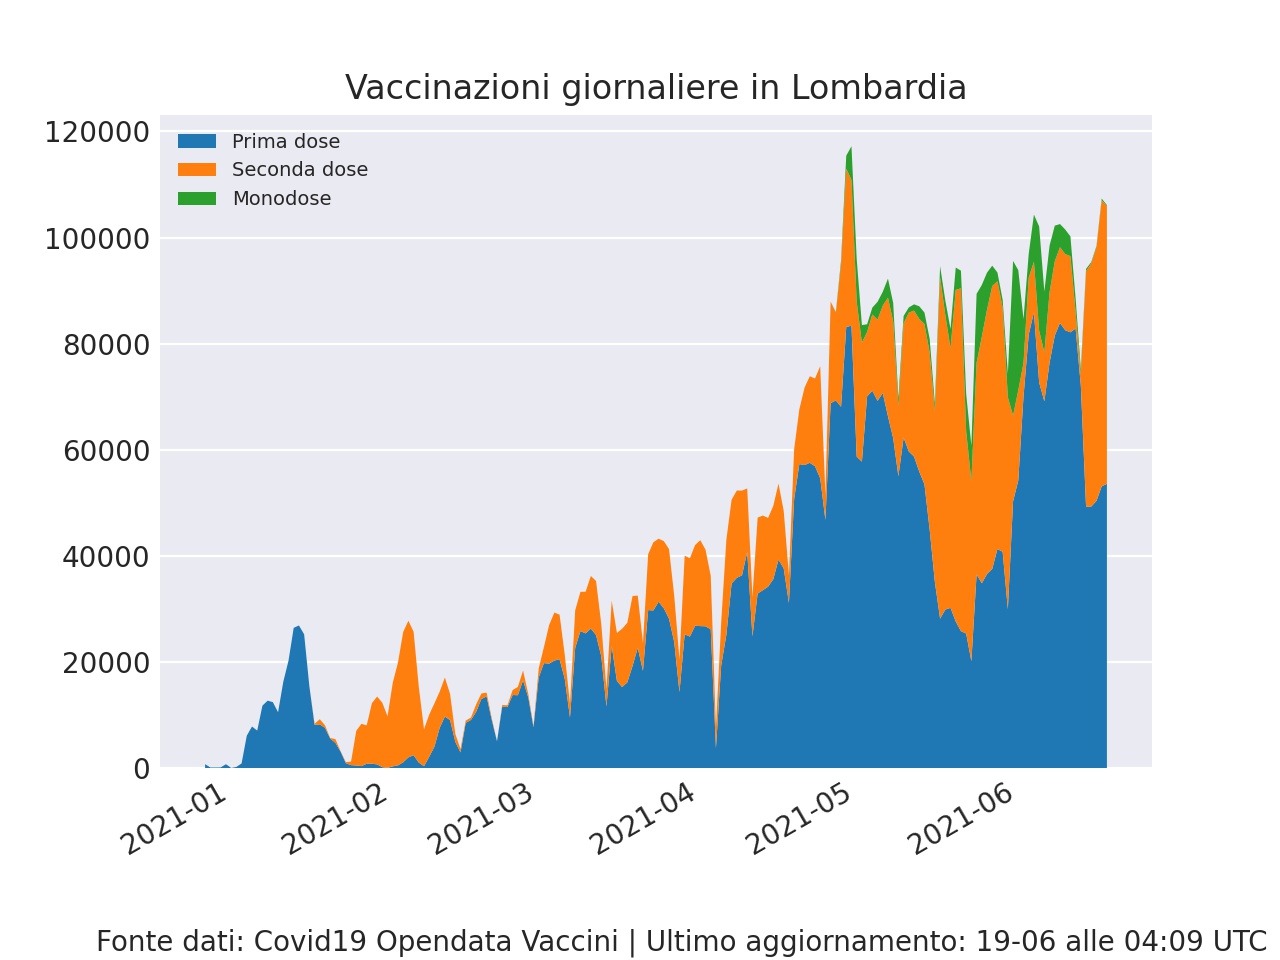 Vaccinazioni giornaliere in Lombardia
120000
100000
80000
60000
40000
20000
0
Prima dose
Seconda dose
Monodose
2021-01
2021-02
2021-03
2021-04
2021-05
2021-06
Fonte dati: Covid19 Opendata Vaccini | Ultimo aggiornamento: 19-06 alle 04:09 UTC